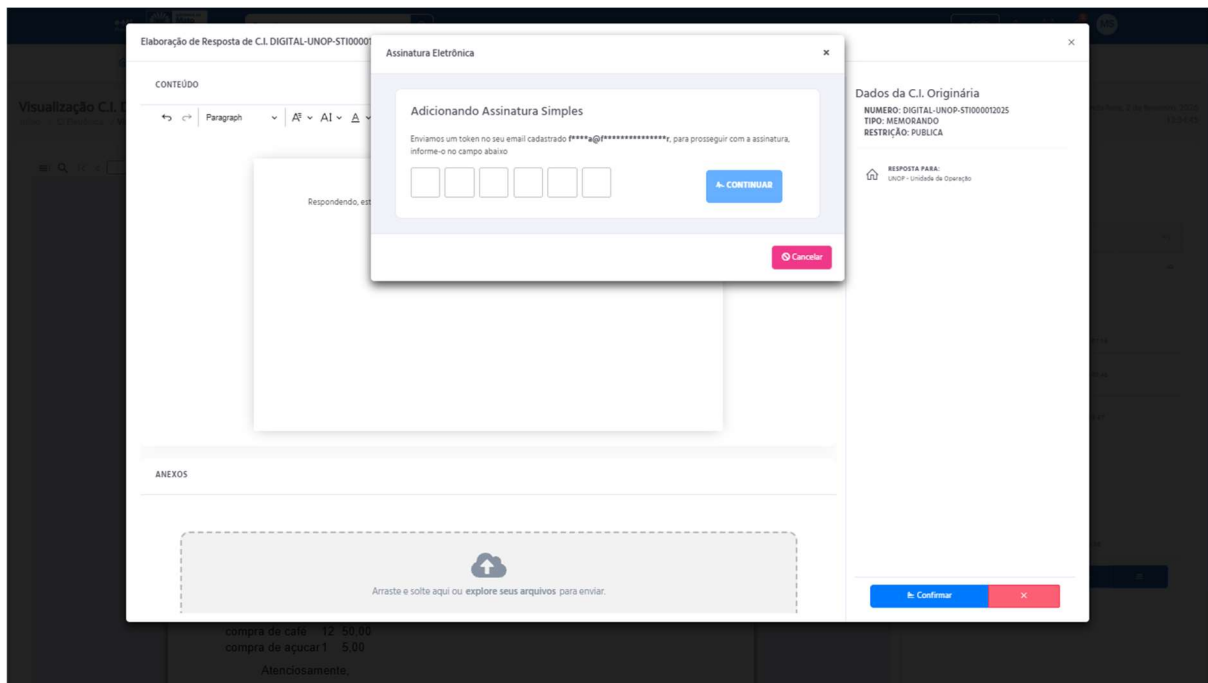 Elaboração de Resposta de C.I. DIGITAL-UNOP-STI00001
CONTEÚDO
Paragraph
Respondendo, est
ANEXOS
Arraste e solte aqui ou explore seus arquivos para enviar.
Assinatura Eletrônica
Adicionando Assinatura Simples
Enviamos um token no seu email cadastrado f****a@f***************r, para prosseguir com a assinatura,
informe-o no campo abaixo
CONTINUAR
Cancelar
Dados da C.I. Originária
NUMERO: DIGITAL-UNOP-STI000012025
TIPO: MEMORANDO
RESTRIÇÃO: PUBLICA
RESPOSTA PARA:
UNOP - Unidade de Operação
Confirmar
Visualização C.I.
MS
compra de café 12 50,00
compra de açucar1 5,00
Atenciosamente,